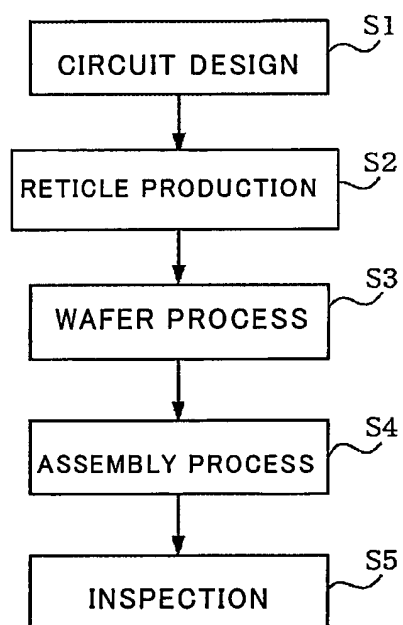 S1
CIRCUIT DESIGN
S2
RETICLE PRODUCTION
S3
WAFER PROCESS
S4
ASSEMBLY PROCESS
S5
INSPECTION